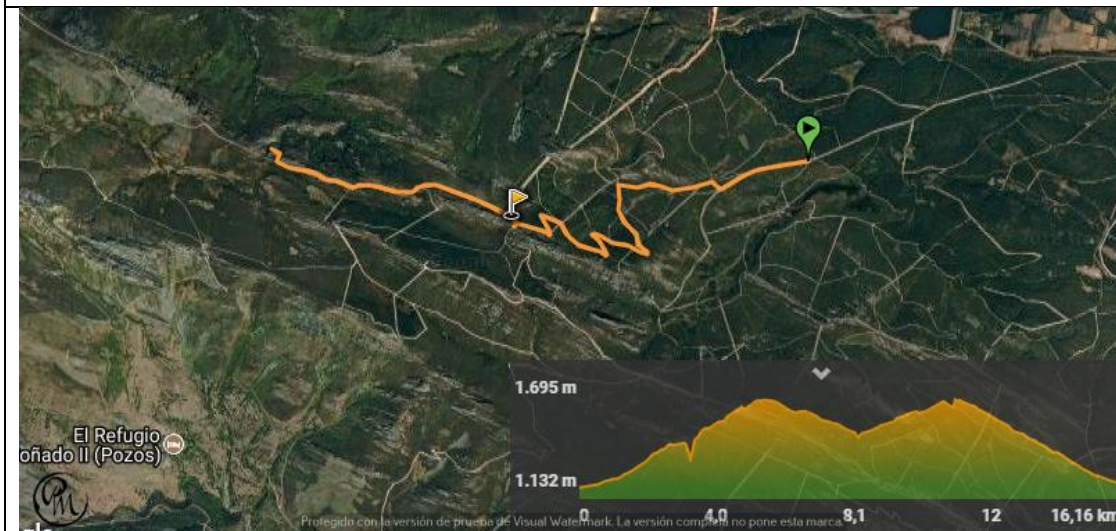 1.695 m
El Refugio
oñado II (Pozos)
1.132 m
PM
0 4,0 8,1 12 16,16 km
Protegido con la versión de prueba de Visual Watermark. La versión completa no pone esta marca.